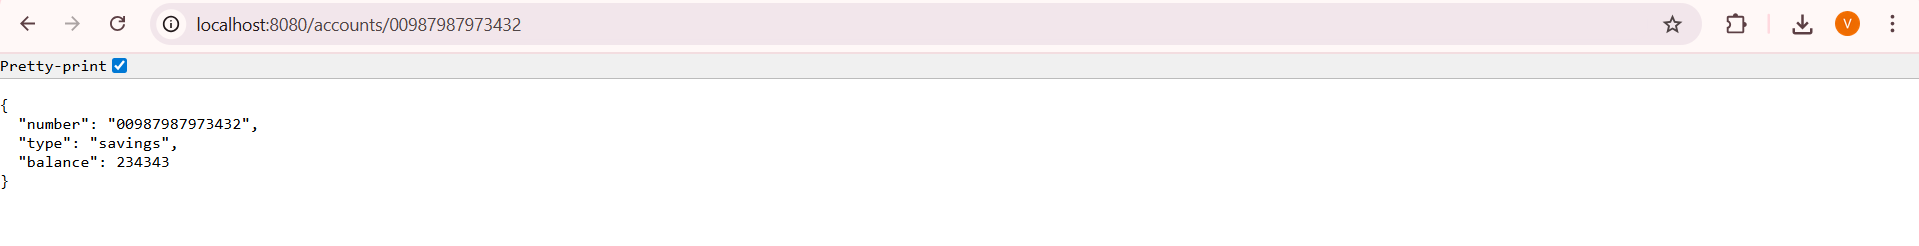 localhost:8080/accounts/00987987973432
V
Pretty-print
{
  "number": "00987987973432",
  "type": "savings",
  "balance": 234343
}